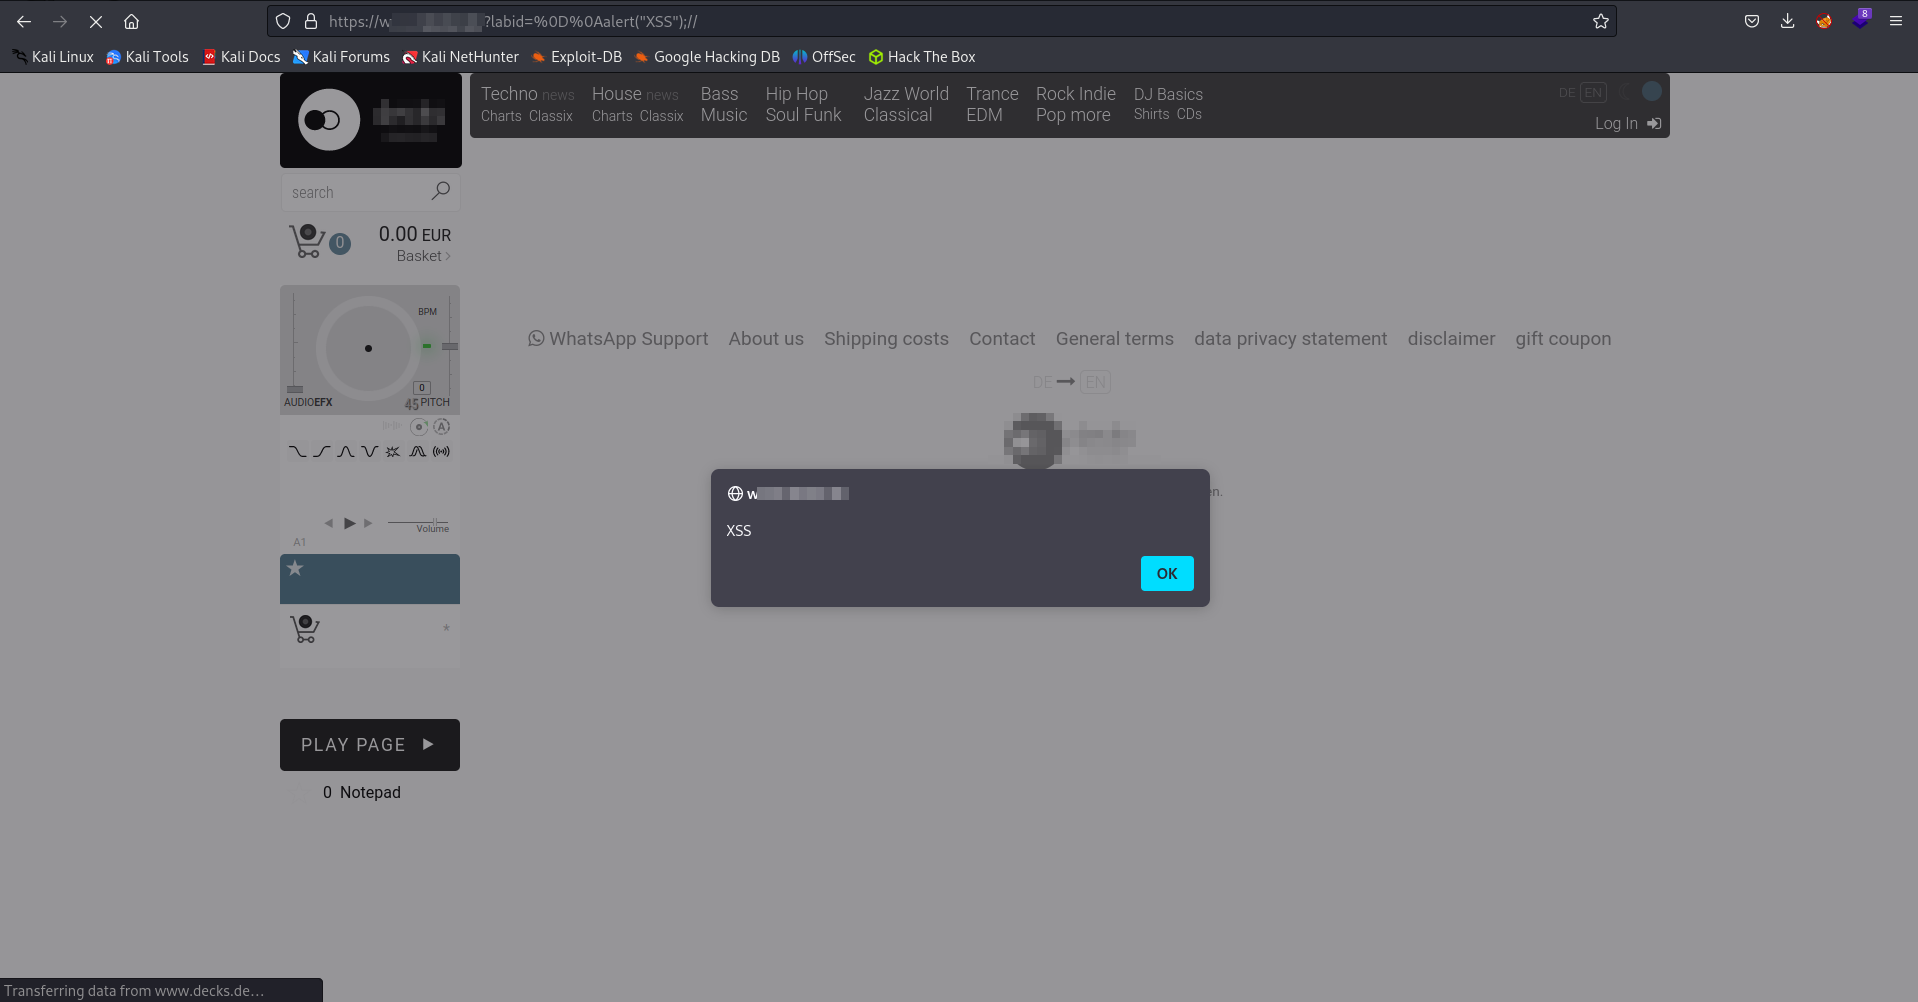 https://w ?labid=%0D%0Aalert("XSS");//
8
Kali Linux Kali Tools Kali Docs Kali Forums Kali NetHunter Exploit-DB Google Hacking DB OffSec Hack The Box
Techno news House news Bass Hip Hop Jazz World Trance Rock Indie DJ Basics
Charts Classix Charts Classix Music Soul Funk Classical EDM Pop more Shirts CDs
DE EN
Log In
search
0 0.00 EUR
Basket >
BPM
0
AUDIOEFX 45 PITCH
A
Volume
A1
*
PLAY PAGE
0 Notepad
WhatsApp Support About us Shipping costs Contact General terms data privacy statement disclaimer gift coupon
DE EN
en.
w
XSS
OK
Transferring data from www.decks.de...